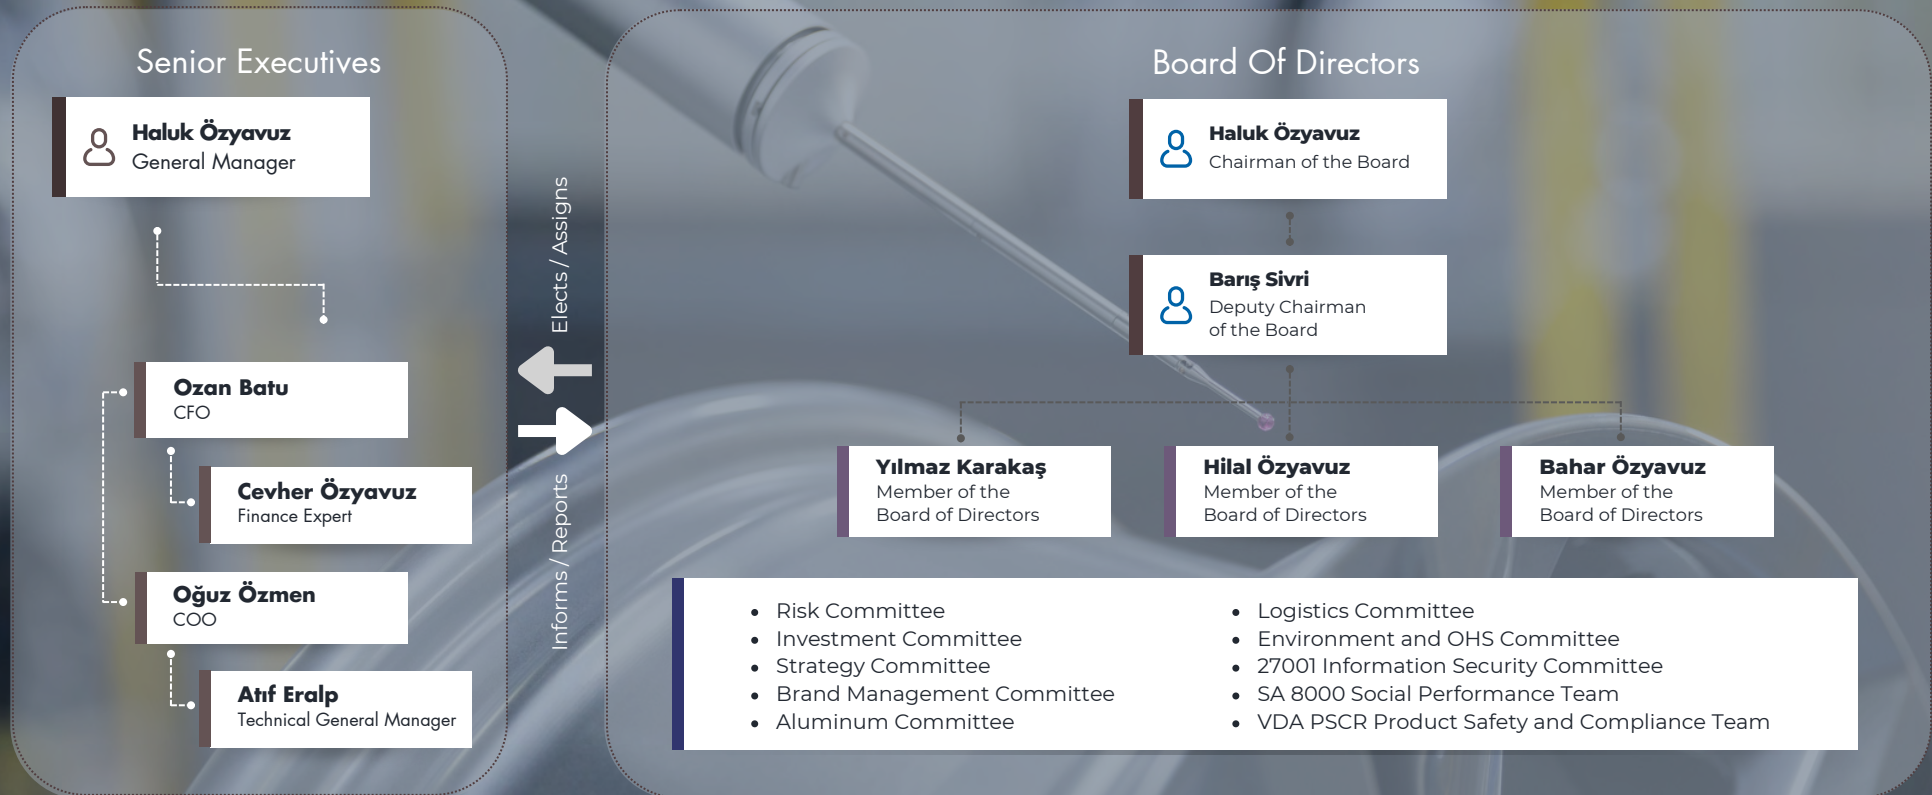 Senior Executives
Haluk Özyavuz
General Manager
Ozan Batu
CFO
Cevher Özyavuz
Finance Expert
Oğuz Özmen
COO
Atıf Eralp
Technical General Manager
Elects / Assigns
Informs / Reports
Board Of Directors
Haluk Özyavuz
Chairman of the Board
Barış Sivri
Deputy Chairman
of the Board
Yılmaz Karakaş
Member of the
Board of Directors
Hilal Özyavuz
Member of the
Board of Directors
Bahar Özyavuz
Member of the
Board of Directors
• Risk Committee
• Investment Committee
• Strategy Committee
• Brand Management Committee
• Aluminum Committee
• Logistics Committee
• Environment and OHS Committee
• 27001 Information Security Committee
• SA 8000 Social Performance Team
• VDA PSCR Product Safety and Compliance Team